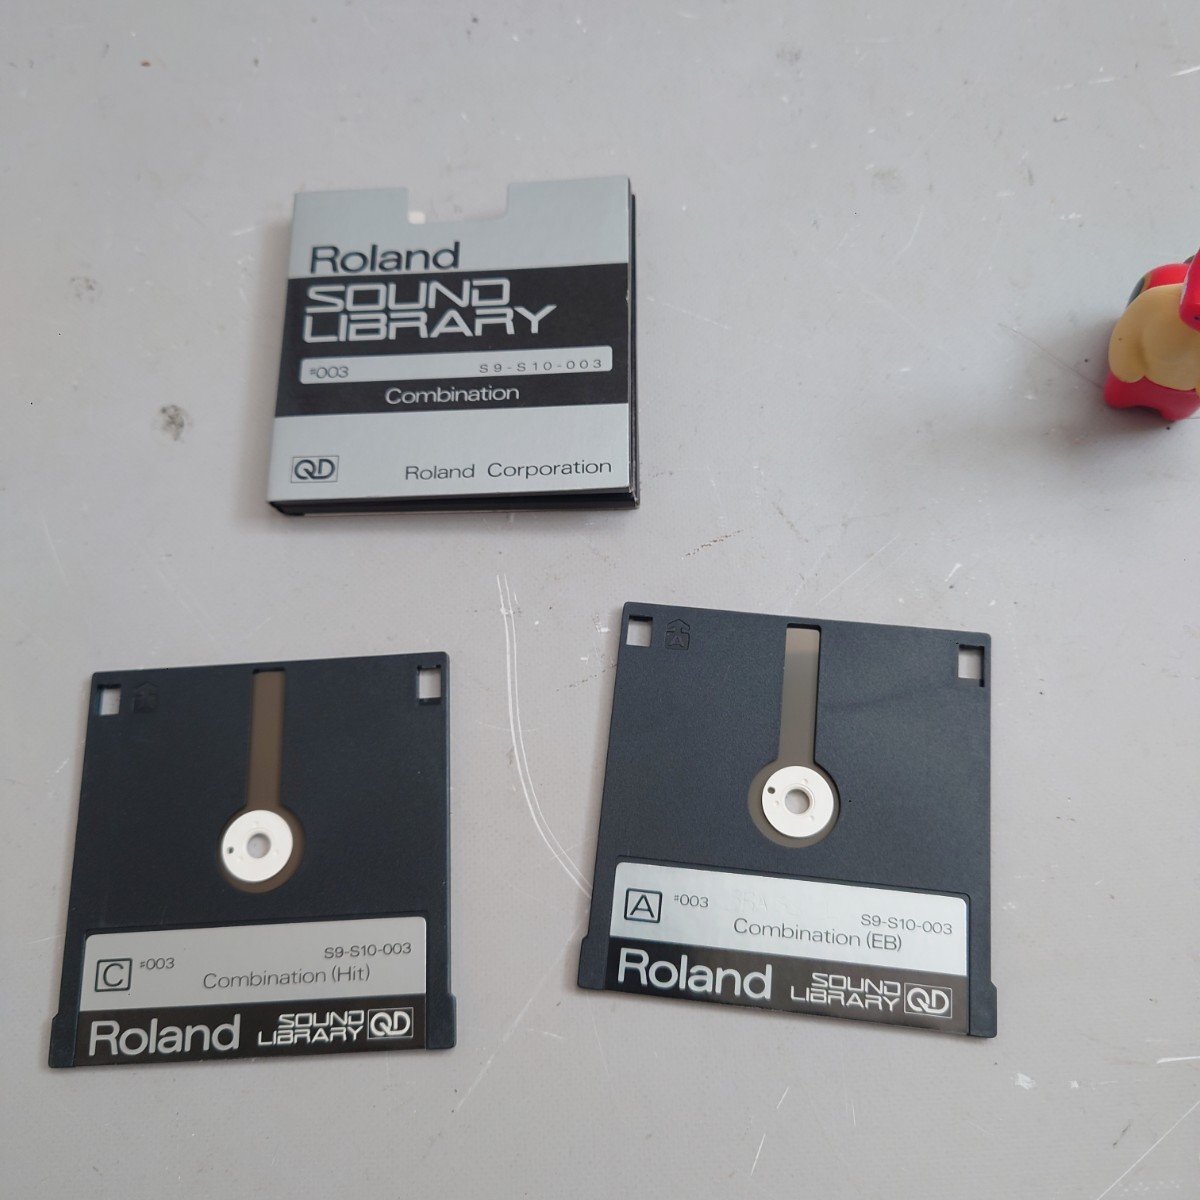 Roland
SOUND
LIBRARY
#003 S9-S10-003
Combination
QD Roland Corporation
A
C #003 S9-S10-003
Combination (Hit)
Roland SOUND
LIBRARY QD
A #003 S9-S10-003
Combination (EB)
Roland SOUND
LIBRARY QD